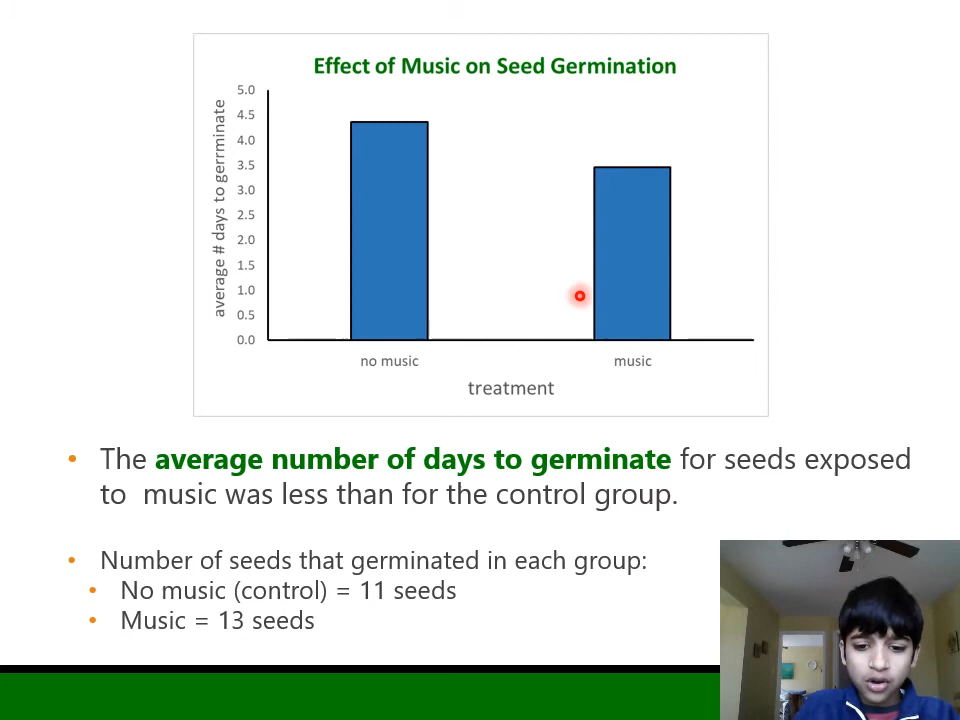 Effect of Music on Seed Germination
average # days to gerrminate
5.0
4.5
4.0
3.5
3.0
2.5
2.0
1.5
1.0
0.5
0.0
no music
music
treatment
• The average number of days to germinate for seeds exposed
to music was less than for the control group.
• Number of seeds that germinated in each group:
• No music (control) = 11 seeds
• Music = 13 seeds